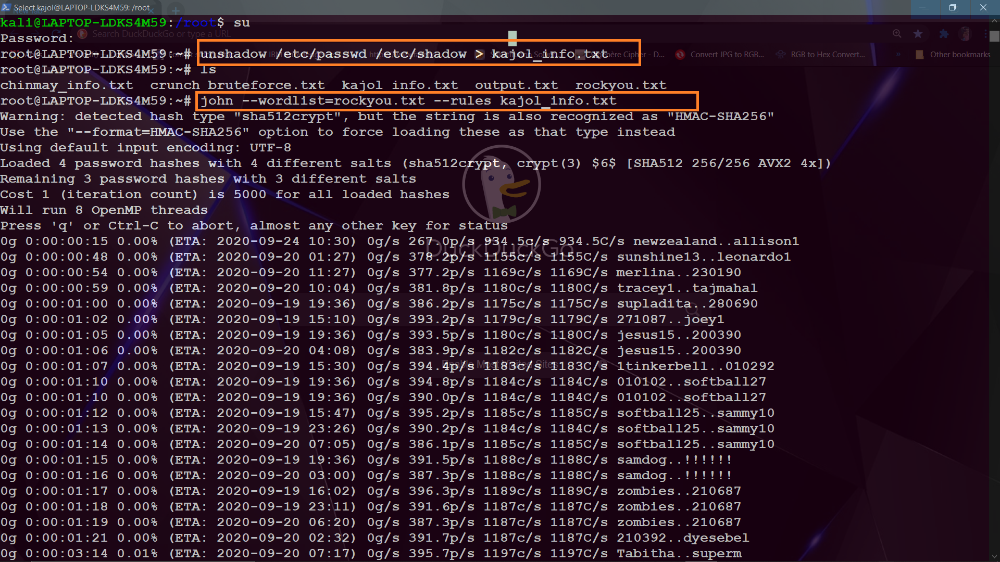 Select kajol@LAPTOP-LDKS4M59: /root
New Tab
kali@LAPTOP-LDKS4M59:/root$ su
Search DuckDuckGo or type a URL
Password:
root@LAPTOP-LDKS4M59:~# unshadow /etc/passwd /etc/shadow > kajol_info.txt
Convert JPG to RGB...
RGB to Hex Convert...
»
Other bookmarks
root@LAPTOP-LDKS4M59:~# ls
chinmay_info.txt  crunch_bruteforce.txt  kajol_info.txt  output.txt  rockyou.txt
root@LAPTOP-LDKS4M59:~# john --wordlist=rockyou.txt --rules kajol_info.txt
Warning: detected hash type "sha512crypt", but the string is also recognized as "HMAC-SHA256"
Use the "--format=HMAC-SHA256" option to force loading these as that type instead
Using default input encoding: UTF-8
Loaded 4 password hashes with 4 different salts (sha512crypt, crypt(3) $6$ [SHA512 256/256 AVX2 4x])
Remaining 3 password hashes with 3 different salts
Cost 1 (iteration count) is 5000 for all loaded hashes
Will run 8 OpenMP threads
Press 'q' or Ctrl-C to abort, almost any other key for status
0g 0:00:00:15 0.00% (ETA: 2020-09-24 10:30) 0g/s 267.0p/s 934.5c/s 934.5C/s newzealand..allison1
DuckDuckGo
0g 0:00:00:48 0.00% (ETA: 2020-09-20 01:27) 0g/s 378.2p/s 1155c/s 1155C/s sunshine13..leonardo1
0g 0:00:00:54 0.00% (ETA: 2020-09-20 11:27) 0g/s 377.2p/s 1169c/s 1169C/s merlina..230190
0g 0:00:00:59 0.00% (ETA: 2020-09-20 10:04) 0g/s 381.8p/s 1180c/s 1180C/s tracey1..tajmahal
0g 0:00:01:00 0.00% (ETA: 2020-09-19 19:36) 0g/s 386.2p/s 1175c/s 1175C/s supladita..280690
0g 0:00:01:02 0.00% (ETA: 2020-09-19 15:10) 0g/s 393.2p/s 1179c/s 1179C/s 271087..joey1
0g 0:00:01:05 0.00% (ETA: 2020-09-19 19:36) 0g/s 393.5p/s 1180c/s 1180C/s jesus15..200390
0g 0:00:01:06 0.00% (ETA: 2020-09-20 04:08) 0g/s 383.9p/s 1182c/s 1182C/s jesus15..200390
0g 0:00:01:07 0.00% (ETA: 2020-09-19 15:30) 0g/s 394.4p/s 1183c/s 1183C/s 1tinkerbell..010292
Enable Most Visited Sites
0g 0:00:01:10 0.00% (ETA: 2020-09-19 19:36) 0g/s 394.8p/s 1184c/s 1184C/s 010102..softball27
0g 0:00:01:10 0.00% (ETA: 2020-09-19 19:36) 0g/s 390.0p/s 1184c/s 1184C/s 010102..softball27
0g 0:00:01:12 0.00% (ETA: 2020-09-19 15:47) 0g/s 395.2p/s 1185c/s 1185C/s softball25..sammy10
0g 0:00:01:13 0.00% (ETA: 2020-09-19 23:26) 0g/s 390.2p/s 1184c/s 1184C/s softball25..sammy10
0g 0:00:01:14 0.00% (ETA: 2020-09-20 07:05) 0g/s 386.1p/s 1185c/s 1185C/s softball25..sammy10
0g 0:00:01:15 0.00% (ETA: 2020-09-19 19:36) 0g/s 391.5p/s 1188c/s 1188C/s samdog..!!!!!!
0g 0:00:01:16 0.00% (ETA: 2020-09-20 03:00) 0g/s 387.3p/s 1188c/s 1188C/s samdog..!!!!!!
0g 0:00:01:17 0.00% (ETA: 2020-09-19 16:02) 0g/s 396.3p/s 1189c/s 1189C/s zombies..210687
0g 0:00:01:18 0.00% (ETA: 2020-09-19 23:11) 0g/s 391.6p/s 1187c/s 1187C/s zombies..210687
0g 0:00:01:19 0.00% (ETA: 2020-09-20 06:20) 0g/s 387.3p/s 1187c/s 1187C/s zombies..210687
0g 0:00:01:21 0.00% (ETA: 2020-09-20 02:32) 0g/s 391.7p/s 1187c/s 1187C/s 210392..dyesebel
0g 0:00:03:14 0.01% (ETA: 2020-09-20 07:17) 0g/s 395.7p/s 1197c/s 1197C/s Tabitha..superm